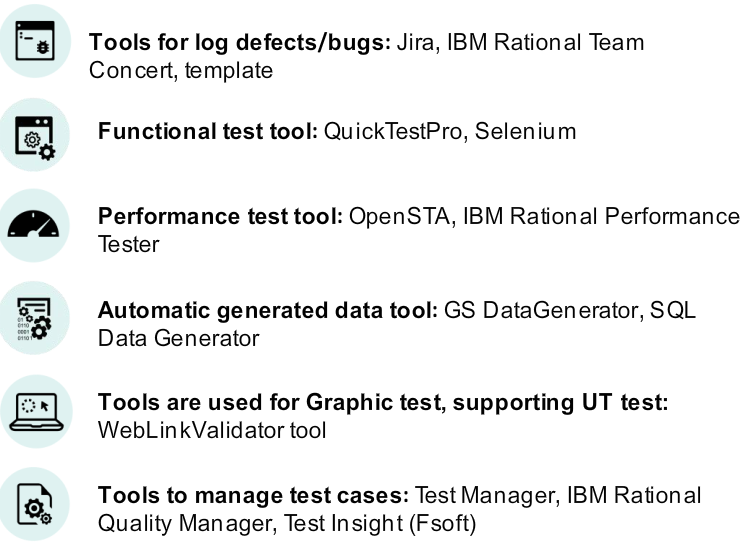 Tools for log defects/bugs: Jira, IBM Rational Team
Concert, template
Functional test tool: QuickTestPro, Selenium
Performance test tool: OpenSTA, IBM Rational Performance
Tester
Automatic generated data tool: GS DataGenerator, SQL
Data Generator
Tools are used for Graphic test, supporting UT test:
WebLinkValidator tool
Tools to manage test cases: Test Manager, IBM Rational
Quality Manager, Test Insight (Fsoft)